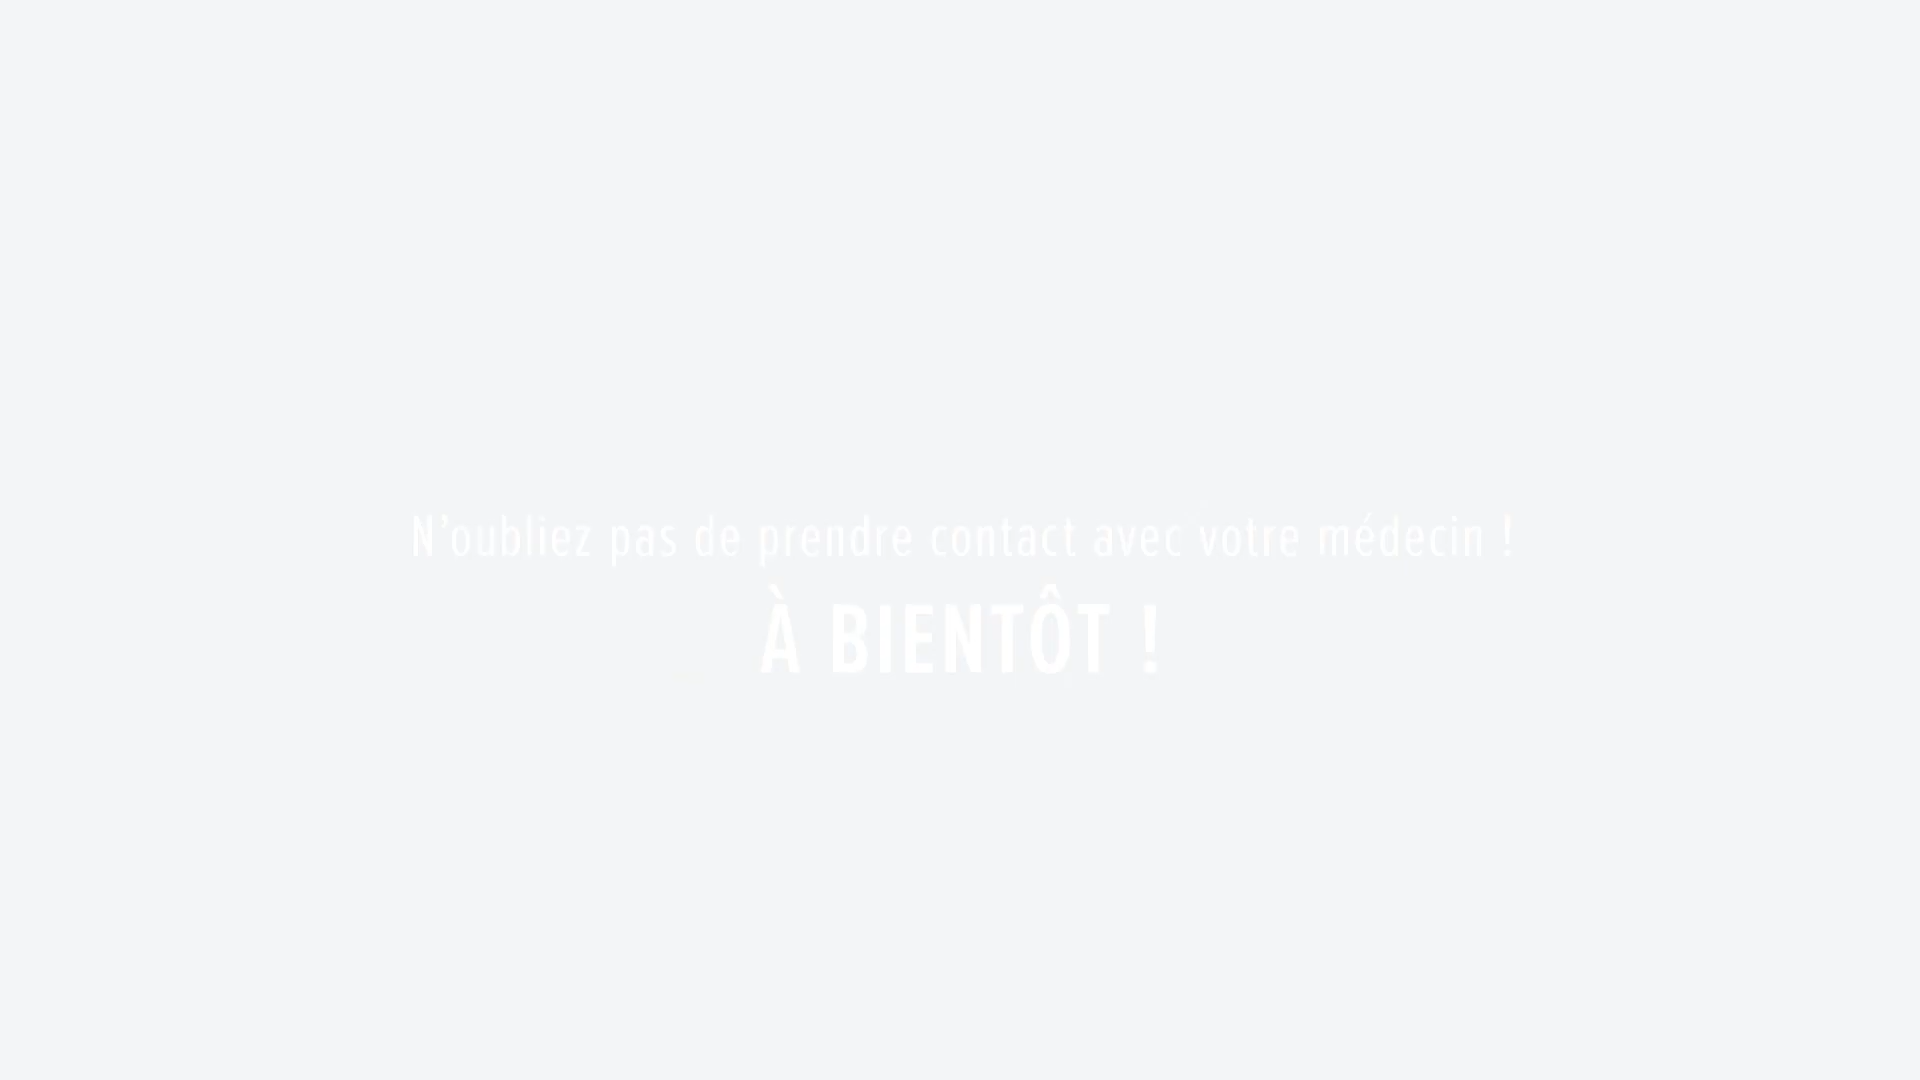 N’oubliez pas de prendre contact avec votre médecin !
À BIENTÔT !